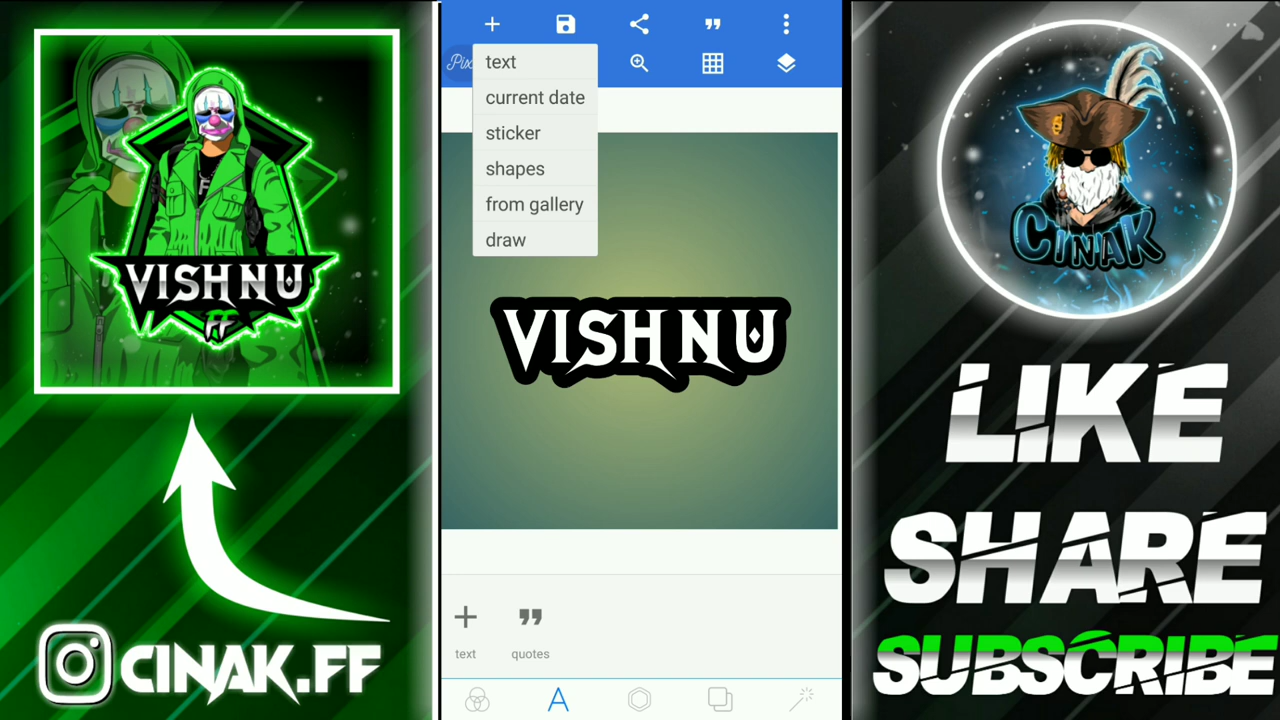 VISHNU
FF
CINAK.FF
Pix
text
current date
sticker
shapes
from gallery
draw
VISHNU
text
quotes
CINAK
LIKE
SHARE
SUBSCRIBE